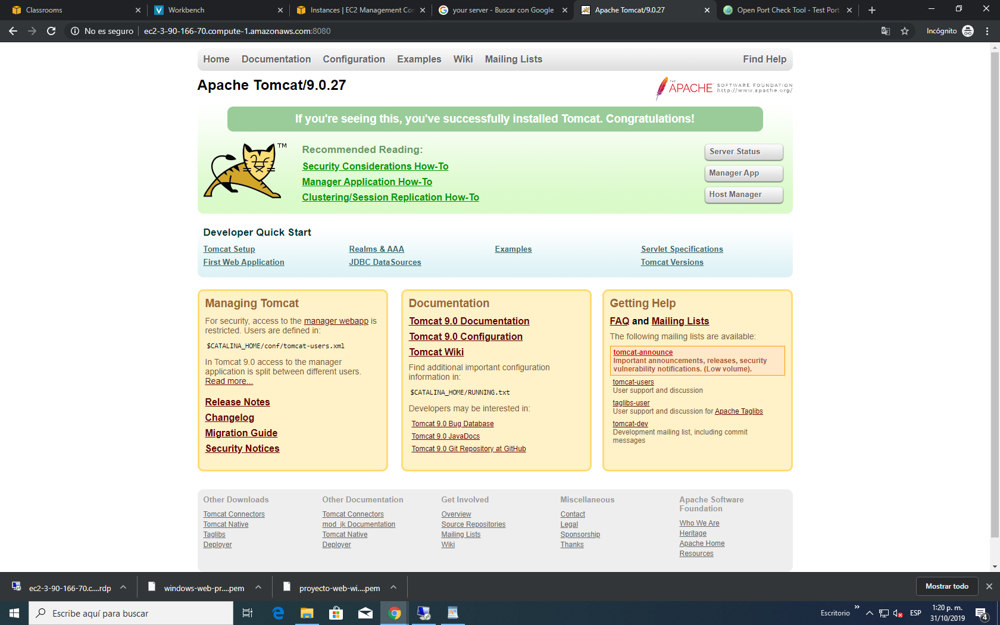 Classrooms
Workbench
Instances | EC2 Management Con
your server - Buscar con Google
Apache Tomcat/9.0.27
Open Port Check Tool - Test Port
No es seguro
ec2-3-90-166-70.compute-1.amazonaws.com:8080
Incógnito
Home Documentation Configuration Examples Wiki Mailing Lists Find Help
Apache Tomcat/9.0.27
THE
APACHE SOFTWARE FOUNDATION
http://www.apache.org/
If you're seeing this, you've successfully installed Tomcat. Congratulations!
TM
Recommended Reading:
Security Considerations How-To
Manager Application How-To
Clustering/Session Replication How-To
Server Status
Manager App
Host Manager
Developer Quick Start
Tomcat Setup
First Web Application
Realms & AAA
JDBC DataSources
Examples
Servlet Specifications
Tomcat Versions
Managing Tomcat
For security, access to the manager webapp is
restricted. Users are defined in:
$CATALINA_HOME/conf/tomcat-users.xml
In Tomcat 9.0 access to the manager
application is split between different users.
Read more...
Release Notes
Changelog
Migration Guide
Security Notices
Documentation
Tomcat 9.0 Documentation
Tomcat 9.0 Configuration
Tomcat Wiki
Find additional important configuration
information in:
$CATALINA_HOME/RUNNING.txt
Developers may be interested in:
Tomcat 9.0 Bug Database
Tomcat 9.0 JavaDocs
Tomcat 9.0 Git Repository at GitHub
Getting Help
FAQ and Mailing Lists
The following mailing lists are available:
tomcat-announce
Important announcements, releases, security
vulnerability notifications. (Low volume).
tomcat-users
User support and discussion
taglibs-user
User support and discussion for Apache Taglibs
tomcat-dev
Development mailing list, including commit
messages
Other Downloads
Tomcat Connectors
Tomcat Native
Taglibs
Deployer
Other Documentation
Tomcat Connectors
mod_jk Documentation
Tomcat Native
Deployer
Get Involved
Overview
Source Repositories
Mailing Lists
Wiki
Miscellaneous
Contact
Legal
Sponsorship
Thanks
Apache Software
Foundation
Who We Are
Heritage
Apache Home
Resources
ec2-3-90-166-70.c....rdp
windows-web-pr....pem
proyecto-web-wi....pem
Mostrar todo
Escribe aquí para buscar
Escritorio
ESP
1:20 p. m.
31/10/2019
4